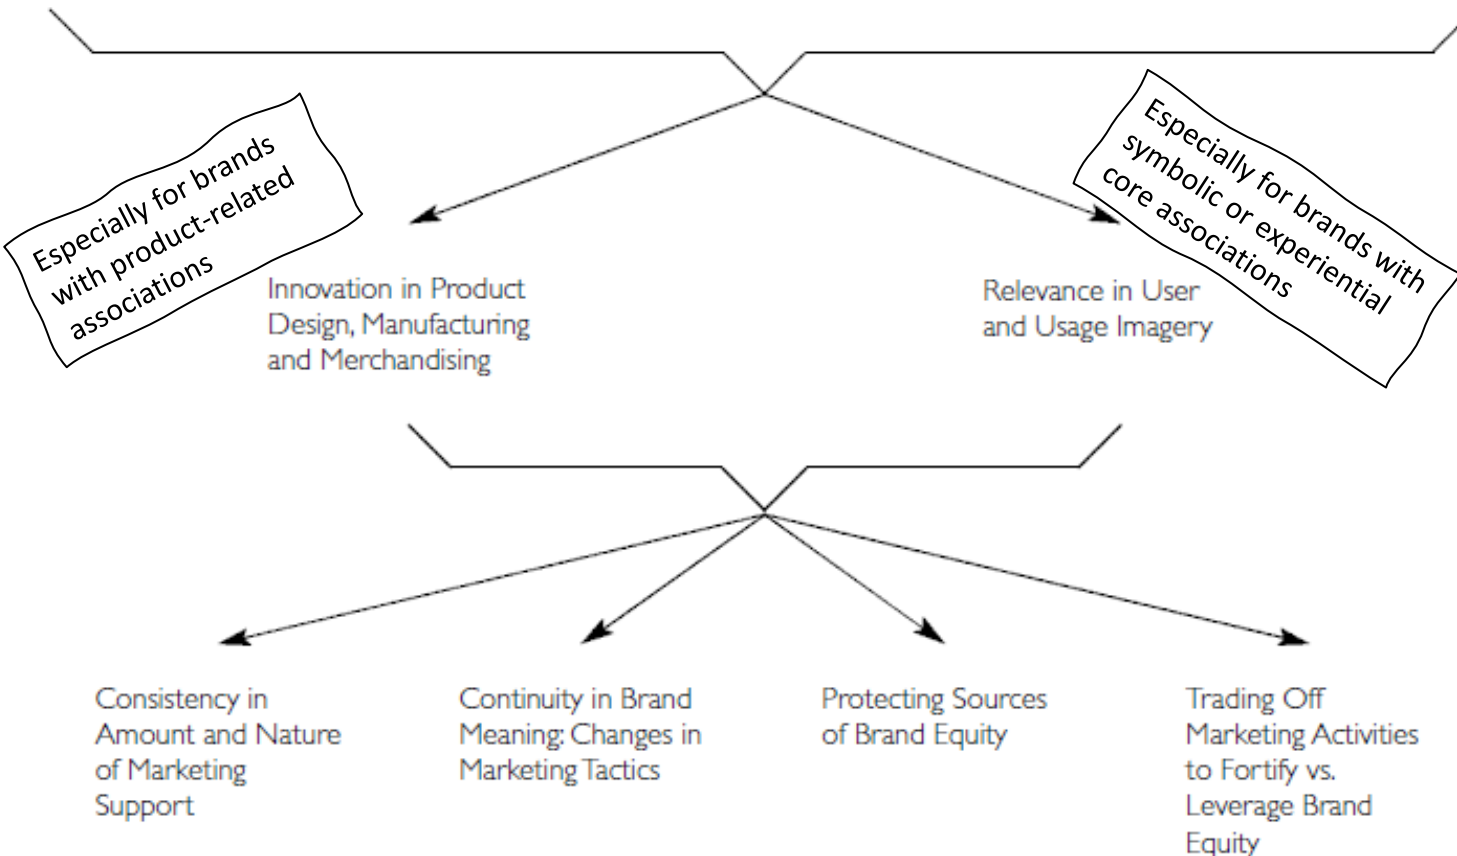 Especially for brands
with product-related
associations
Especially for brands with
symbolic or experiential
core associations
Innovation in Product
Design, Manufacturing
and Merchandising
Relevance in User
and Usage Imagery
Consistency in
Amount and Nature
of Marketing
Support
Continuity in Brand
Meaning: Changes in
Marketing Tactics
Protecting Sources
of Brand Equity
Trading Off
Marketing Activities
to Fortify vs.
Leverage Brand
Equity